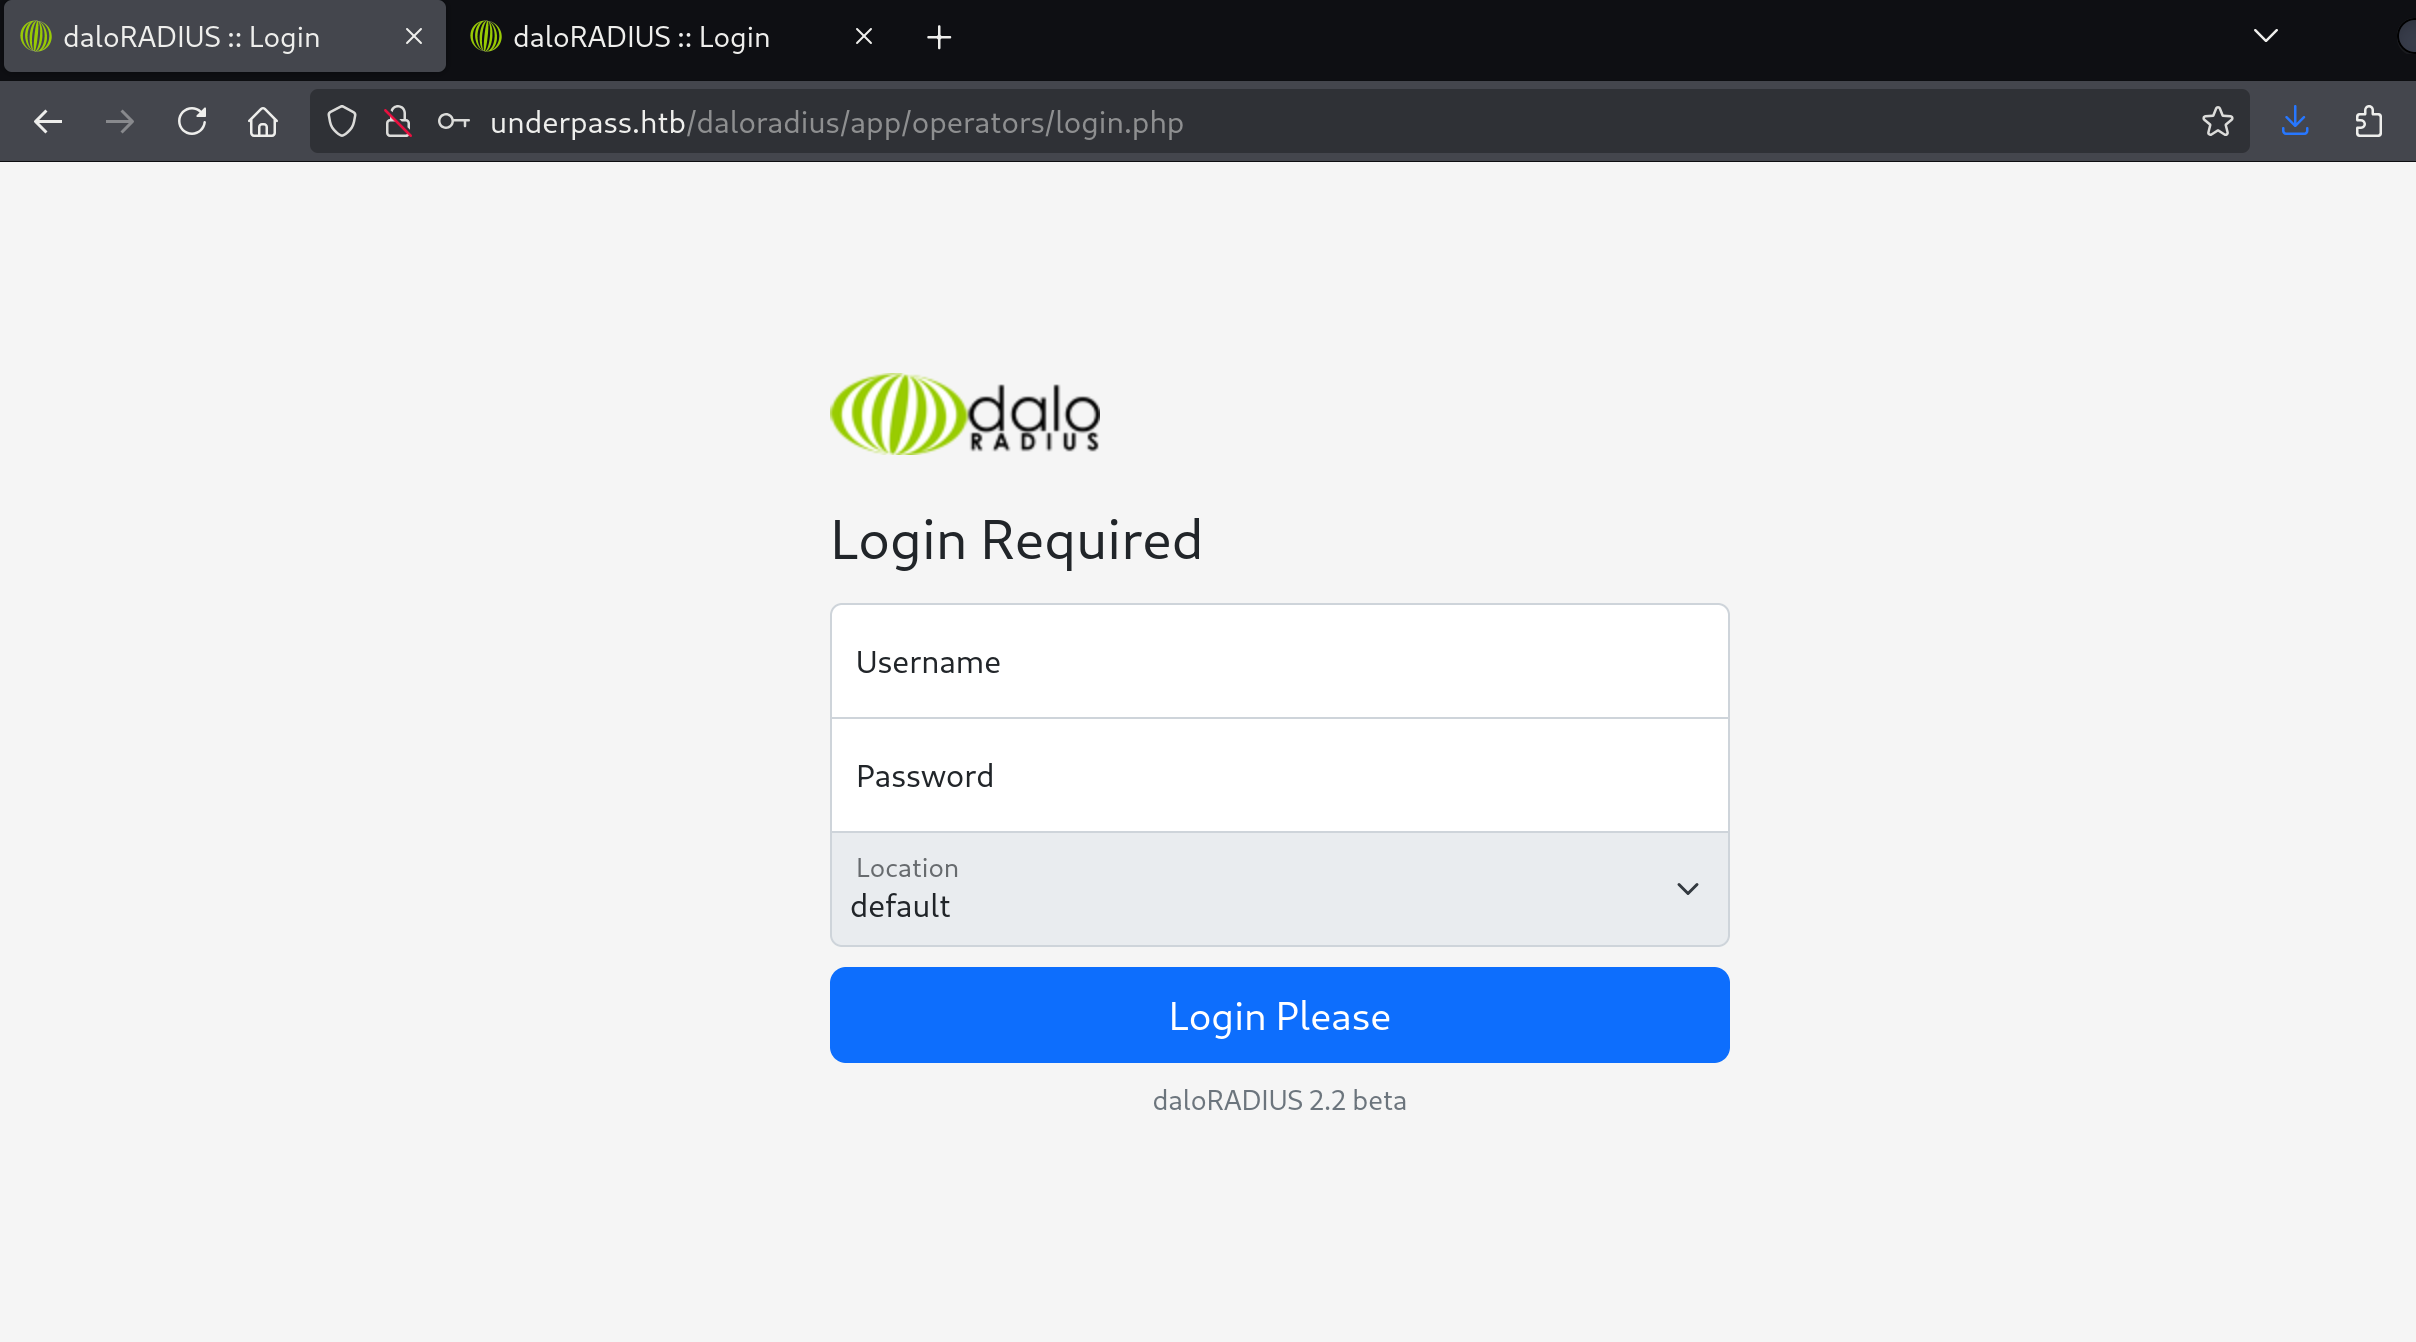 daloRADIUS :: Login
daloRADIUS :: Login
underpass.htb/daloradius/app/operators/login.php
dalo
RADIUS
Login Required
Username
Password
Location
default
Login Please
daloRADIUS 2.2 beta